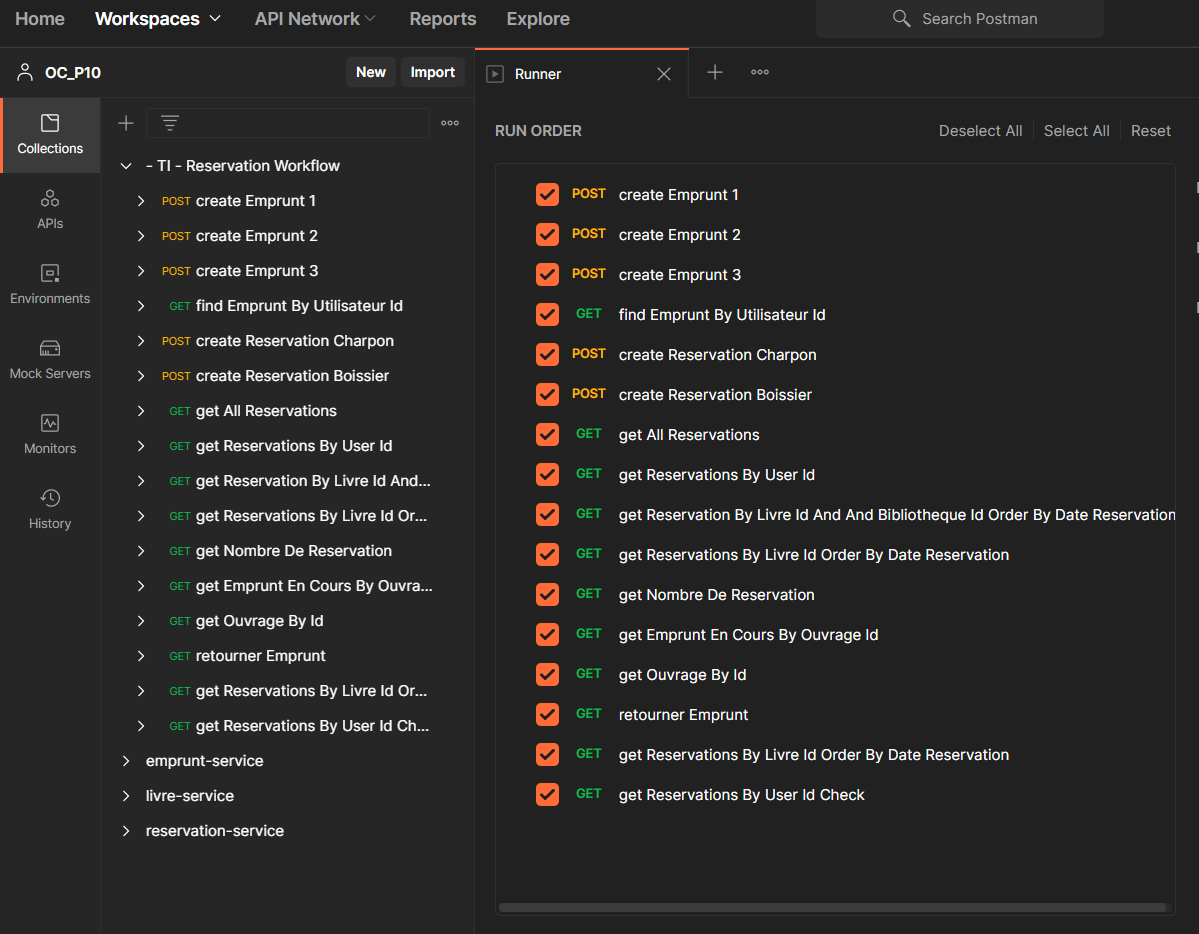 Home Workspaces API Network Reports Explore Search Postman
OC_P10 New Import
Runner
Collections
APIs
Environments
Mock Servers
Monitors
History
- TI - Reservation Workflow
POST create Emprunt 1
POST create Emprunt 2
POST create Emprunt 3
GET find Emprunt By Utilisateur Id
POST create Reservation Charpon
POST create Reservation Boissier
GET get All Reservations
GET get Reservations By User Id
GET get Reservation By Livre Id And...
GET get Reservations By Livre Id Or...
GET get Nombre De Reservation
GET get Emprunt En Cours By Ouvra...
GET get Ouvrage By Id
GET retourner Emprunt
GET get Reservations By Livre Id Or...
GET get Reservations By User Id Ch...
emprunt-service
livre-service
reservation-service
RUN ORDER Deselect All Select All Reset
POST create Emprunt 1
POST create Emprunt 2
POST create Emprunt 3
GET find Emprunt By Utilisateur Id
POST create Reservation Charpon
POST create Reservation Boissier
GET get All Reservations
GET get Reservations By User Id
GET get Reservation By Livre Id And And Bibliotheque Id Order By Date Reservation
GET get Reservations By Livre Id Order By Date Reservation
GET get Nombre De Reservation
GET get Emprunt En Cours By Ouvrage Id
GET get Ouvrage By Id
GET retourner Emprunt
GET get Reservations By Livre Id Order By Date Reservation
GET get Reservations By User Id Check